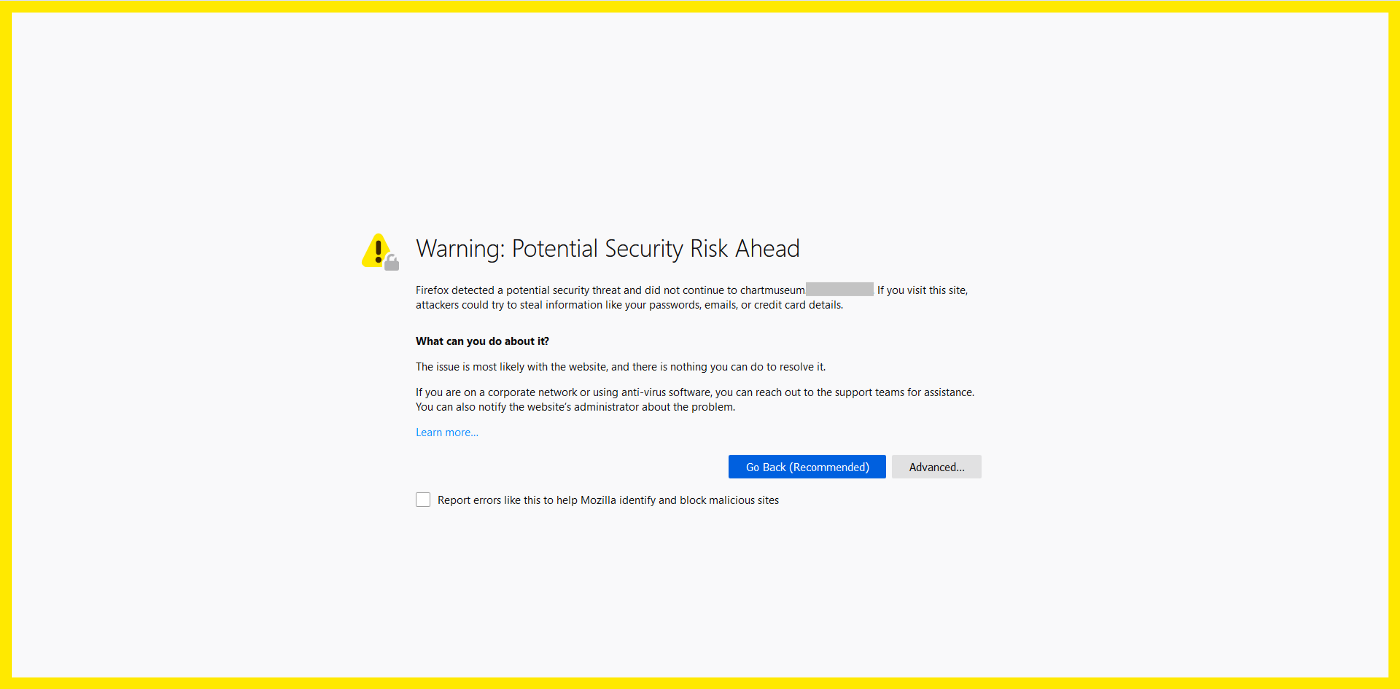 Warning: Potential Security Risk Ahead
Firefox detected a potential security threat and did not continue to chartmuseum If you visit this site,
attackers could try to steal information like your passwords, emails, or credit card details.
What can you do about it?
The issue is most likely with the website, and there is nothing you can do to resolve it.
If you are on a corporate network or using anti-virus software, you can reach out to the support teams for assistance.
You can also notify the website's administrator about the problem.
Learn more...
Go Back (Recommended)
Advanced...
Report errors like this to help Mozilla identify and block malicious sites